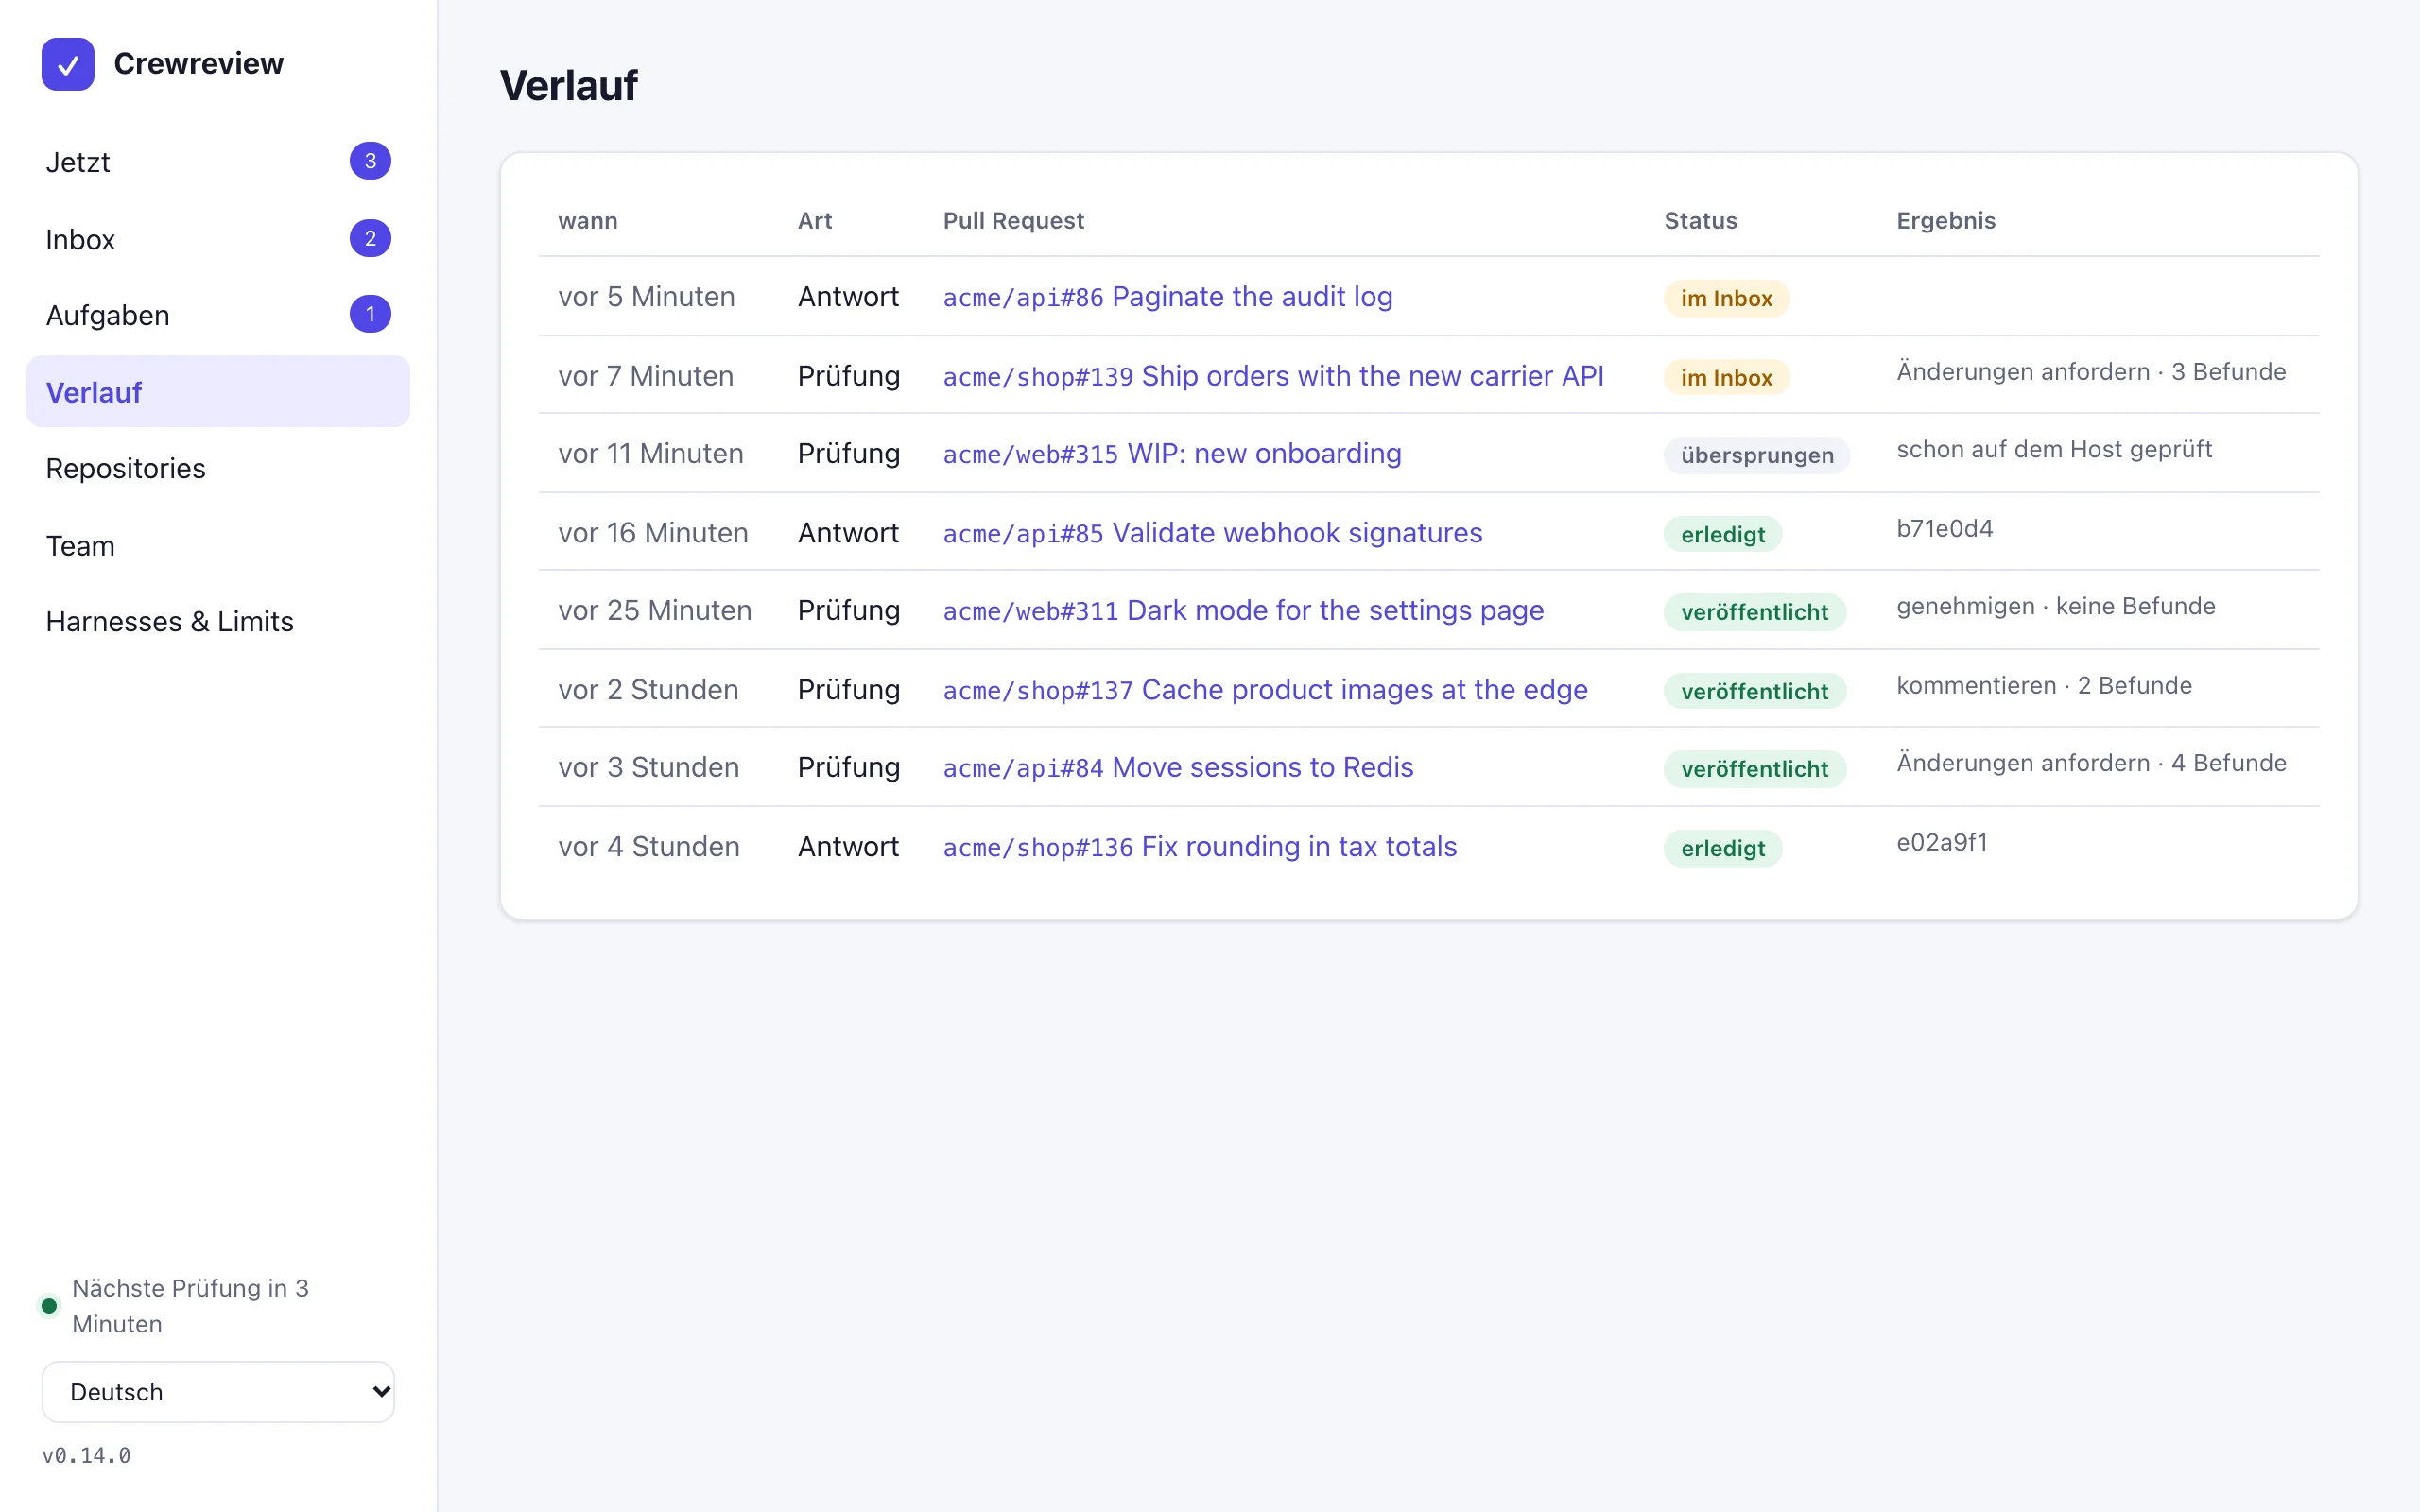 Crewreview
Jetzt 3
Inbox 2
Aufgaben 1
Verlauf
Repositories
Team
Harnesses & Limits
Nächste Prüfung in 3
Minuten
Deutsch
v0.14.0
Verlauf
wann Art Pull Request Status Ergebnis
vor 5 Minuten Antwort acme/api#86 Paginate the audit log im Inbox
vor 7 Minuten Prüfung acme/shop#139 Ship orders with the new carrier API im Inbox Änderungen anfordern · 3 Befunde
vor 11 Minuten Prüfung acme/web#315 WIP: new onboarding übersprungen schon auf dem Host geprüft
vor 16 Minuten Antwort acme/api#85 Validate webhook signatures erledigt b71e0d4
vor 25 Minuten Prüfung acme/web#311 Dark mode for the settings page veröffentlicht genehmigen · keine Befunde
vor 2 Stunden Prüfung acme/shop#137 Cache product images at the edge veröffentlicht kommentieren · 2 Befunde
vor 3 Stunden Prüfung acme/api#84 Move sessions to Redis veröffentlicht Änderungen anfordern · 4 Befunde
vor 4 Stunden Antwort acme/shop#136 Fix rounding in tax totals erledigt e02a9f1